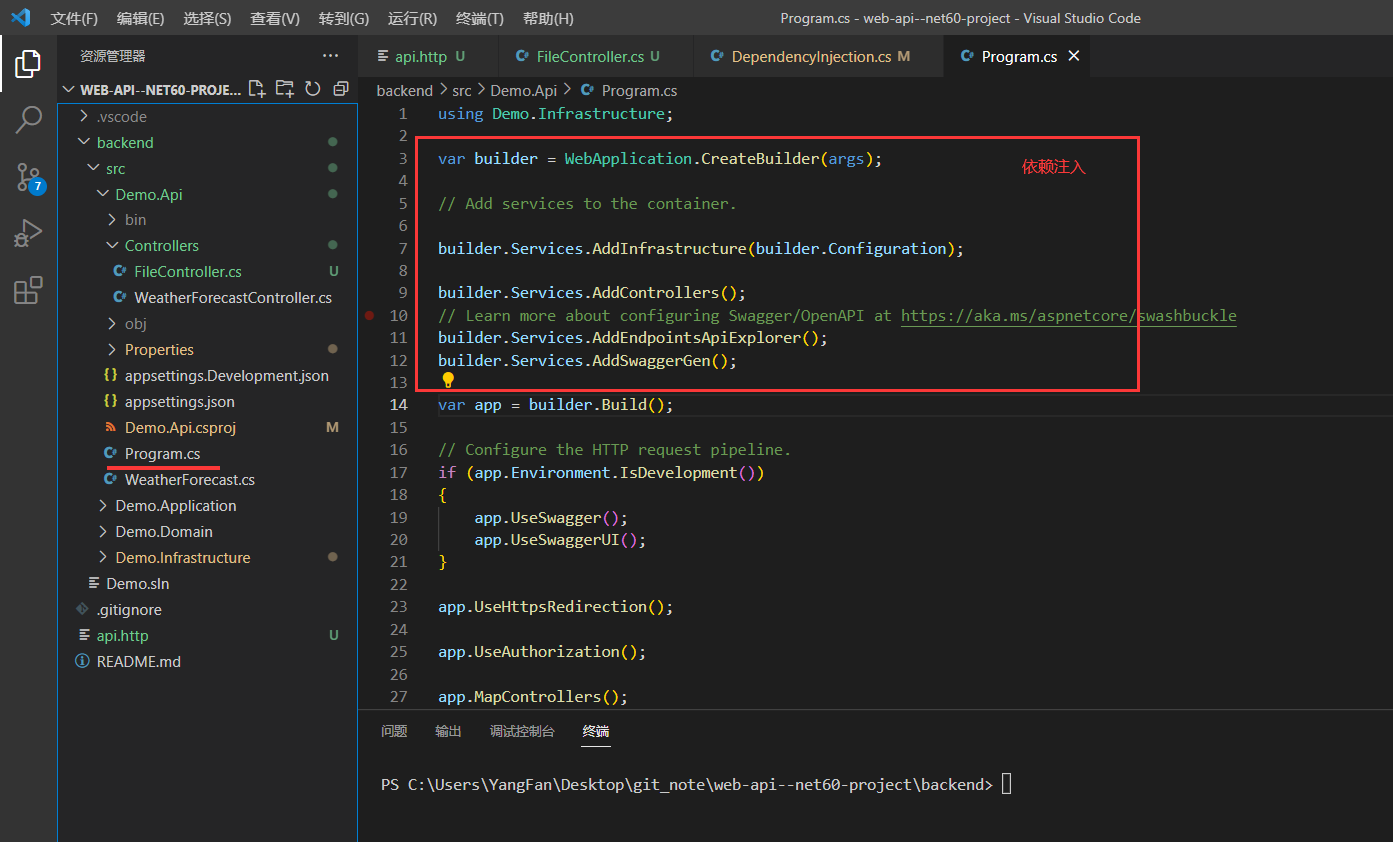 文件(F) 编辑(E) 选择(S) 查看(V) 转到(G) 运行(R) 终端(T) 帮助(H) Program.cs - web-api--net60-project - Visual Studio Code
资源管理器 ···
WEB-API--NET60-PROJE...
.vscode
backend
src
Demo.Api
bin
Controllers
FileController.cs U
WeatherForecastController.cs
obj
Properties
appsettings.Development.json
appsettings.json
Demo.Api.csproj M
Program.cs
WeatherForecast.cs
Demo.Application
Demo.Domain
Demo.Infrastructure
Demo.sln
.gitignore
api.http U
README.md
7
api.http U FileController.cs U DependencyInjection.cs M Program.cs
backend > src > Demo.Api > Program.cs
1 using Demo.Infrastructure;
2
3 var builder = WebApplication.CreateBuilder(args);
依赖注入
4
5 // Add services to the container.
6
7 builder.Services.AddInfrastructure(builder.Configuration);
8
9 builder.Services.AddControllers();
10 // Learn more about configuring Swagger/OpenAPI at https://aka.ms/aspnetcore/swashbuckle
11 builder.Services.AddEndpointsApiExplorer();
12 builder.Services.AddSwaggerGen();
13
14 var app = builder.Build();
15
16 // Configure the HTTP request pipeline.
17 if (app.Environment.IsDevelopment())
18 {
19 app.UseSwagger();
20 app.UseSwaggerUI();
21 }
22
23 app.UseHttpsRedirection();
24
25 app.UseAuthorization();
26
27 app.MapControllers();
问题 输出 调试控制台 终端
PS C:\Users\YangFan\Desktop\git_note\web-api--net60-project\backend>